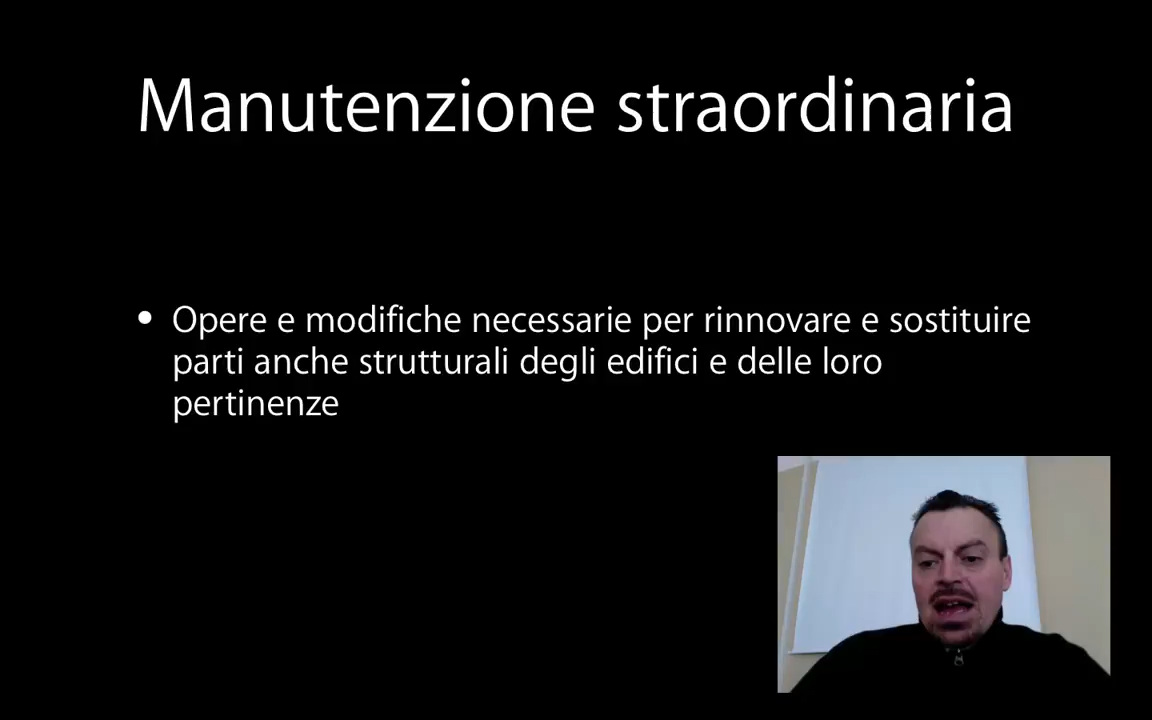 Manutenzione straordinaria
• Opere e modifiche necessarie per rinnovare e sostituire
parti anche strutturali degli edifici e delle loro
pertinenze